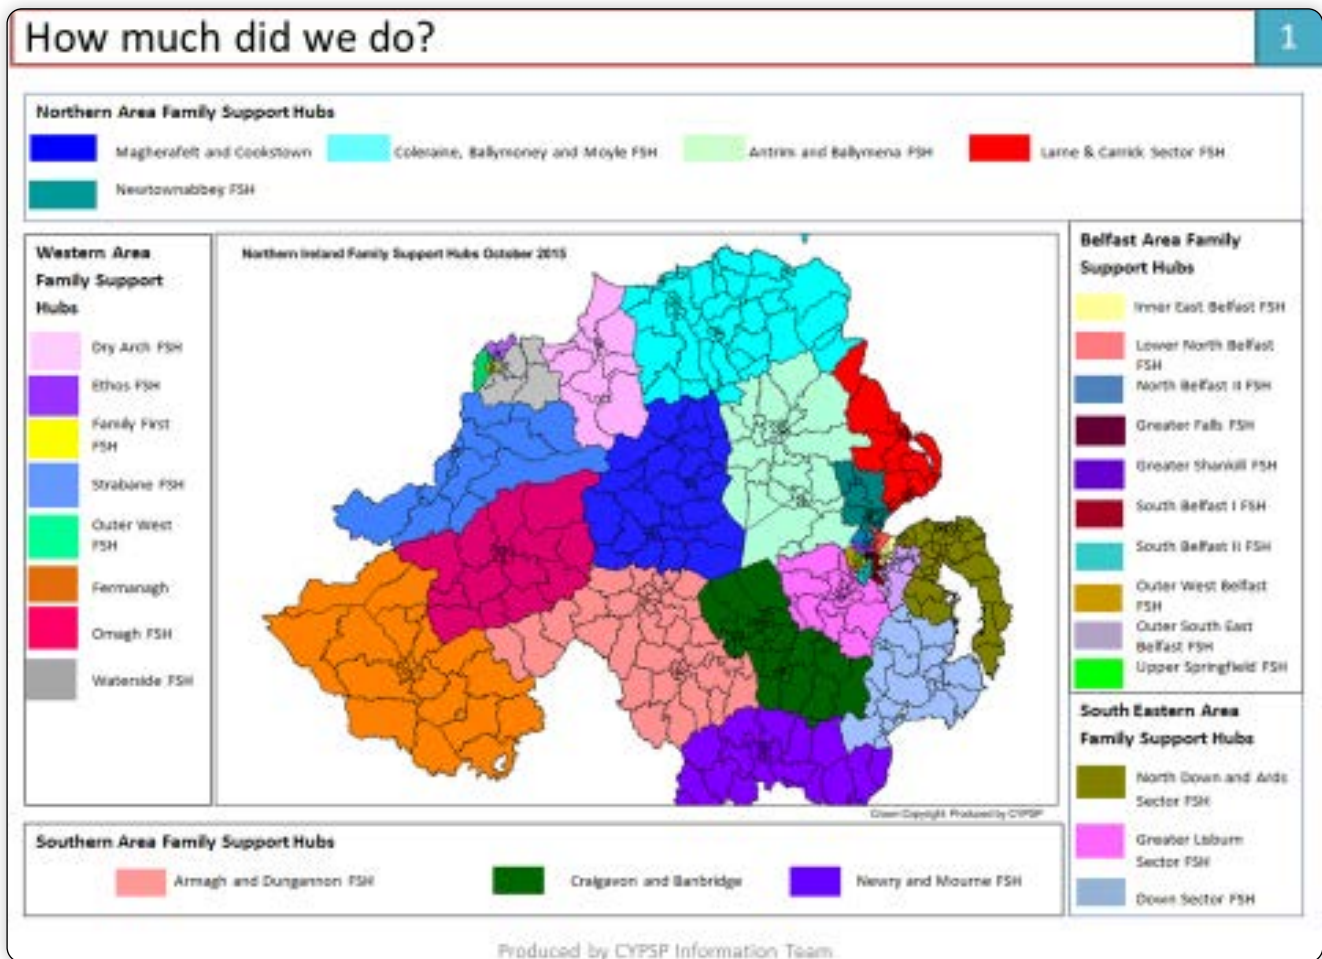 How much did we do?
1
Northern Area Family Support Hubs
Magherafelt and Cookstown
Coleraine, Ballymoney and Moyle FSH
Antrim and Ballymena FSH
Larne & Carrick Sector FSH
Newtownabbey FSH
Western Area
Family Support
Hubs
Dry Arch FSH
Ethos FSH
Family First
FSH
Strabane FSH
Outer West
FSH
Fermanagh
Omagh FSH
Waterside FSH
Northern Ireland Family Support Hubs October 2015
Crown Copyright. Produced by CYPSP
Belfast Area Family
Support Hubs
Inner East Belfast FSH
Lower North Belfast
FSH
North Belfast II FSH
Greater Falls FSH
Greater Shankill FSH
South Belfast I FSH
South Belfast II FSH
Outer West Belfast
FSH
Outer South East
Belfast FSH
Upper Springfield FSH
South Eastern Area
Family Support Hubs
North Down and Ards
Sector FSH
Greater Lisburn
Sector FSH
Down Sector FSH
Southern Area Family Support Hubs
Armagh and Dungannon FSH
Craigavon and Banbridge
Newry and Mourne FSH
Produced by CYPSP Information Team